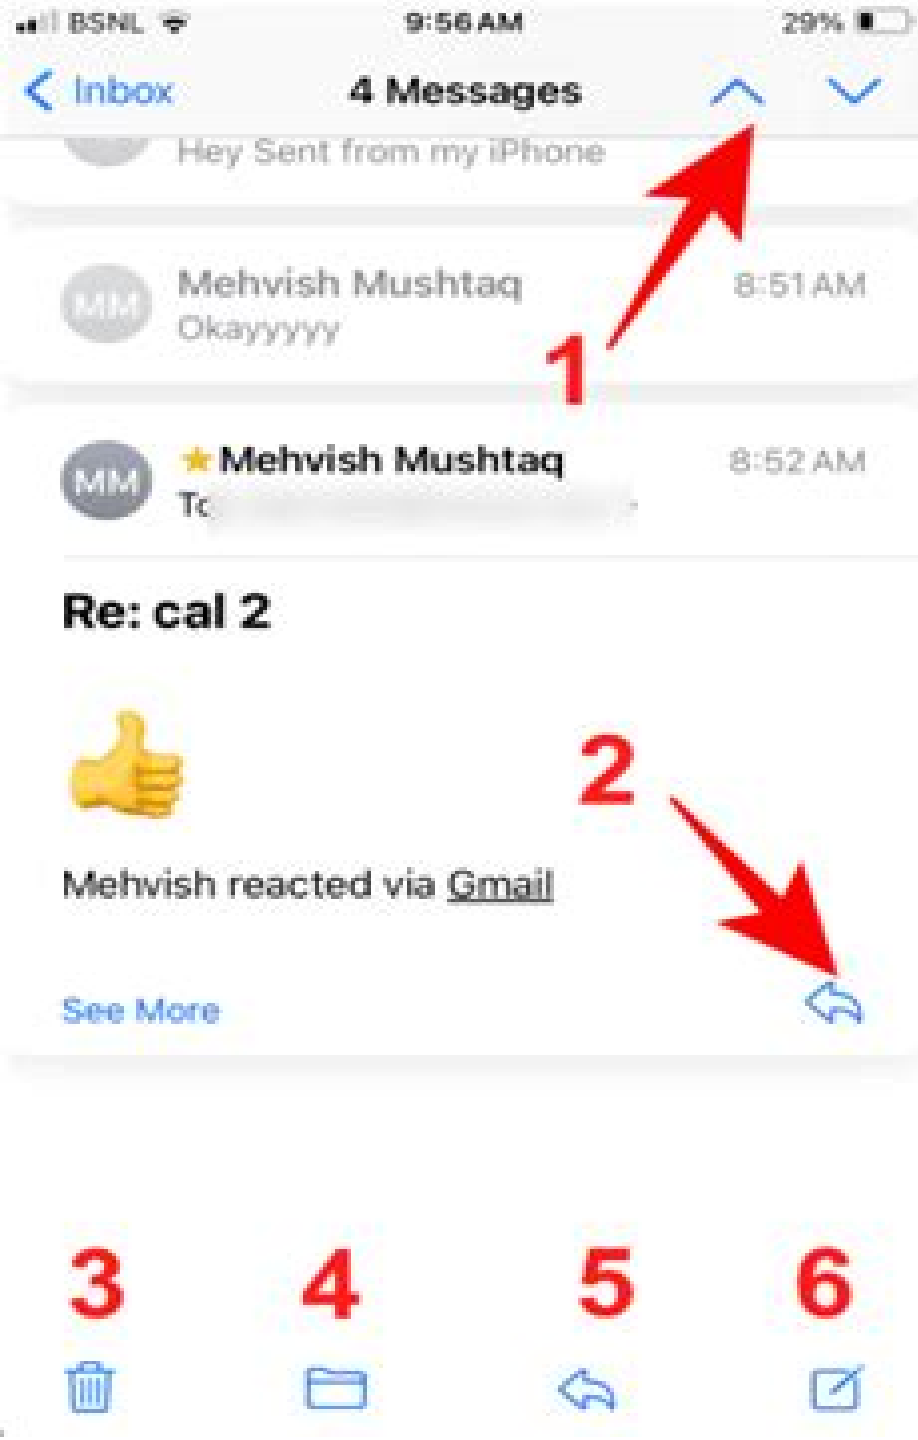 BSNL 9:56 AM 29%
Inbox 4 Messages
Hey Sent from my iPhone
1
Mehvish Mushtaq 8:51 AM
MM
Okayyyyy
Mehvish Mushtaq 8:52 AM
MM
Re: cal 2
2
Mehvish reacted via Gmail
See More
3 4 5 6